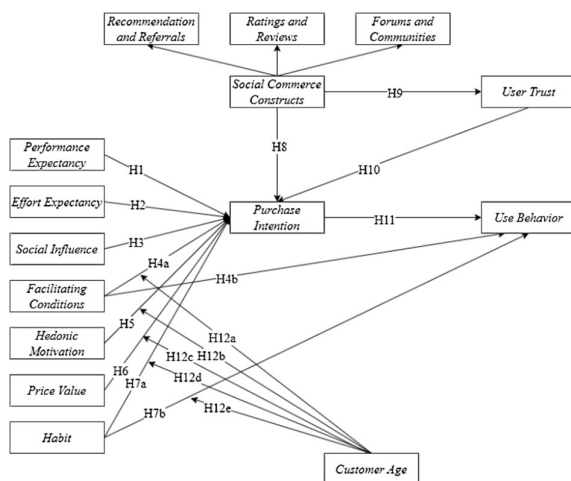 Recommendation
and Referrals
Ratings and
Reviews
Forums and
Communities
Social Commerce
Constructs
H9
User Trust
H8
H10
Performance
Expectancy
H1
Effort Expectancy
H2
Purchase
Intention
H11
Use Behavior
Social Influence
H3
H4a
H4b
Facilitating
Conditions
H5
H12a
Hedonic
Motivation
H12c
H12b
H6
H7a
H12d
Price Value
H12e
H7b
Habit
Customer Age